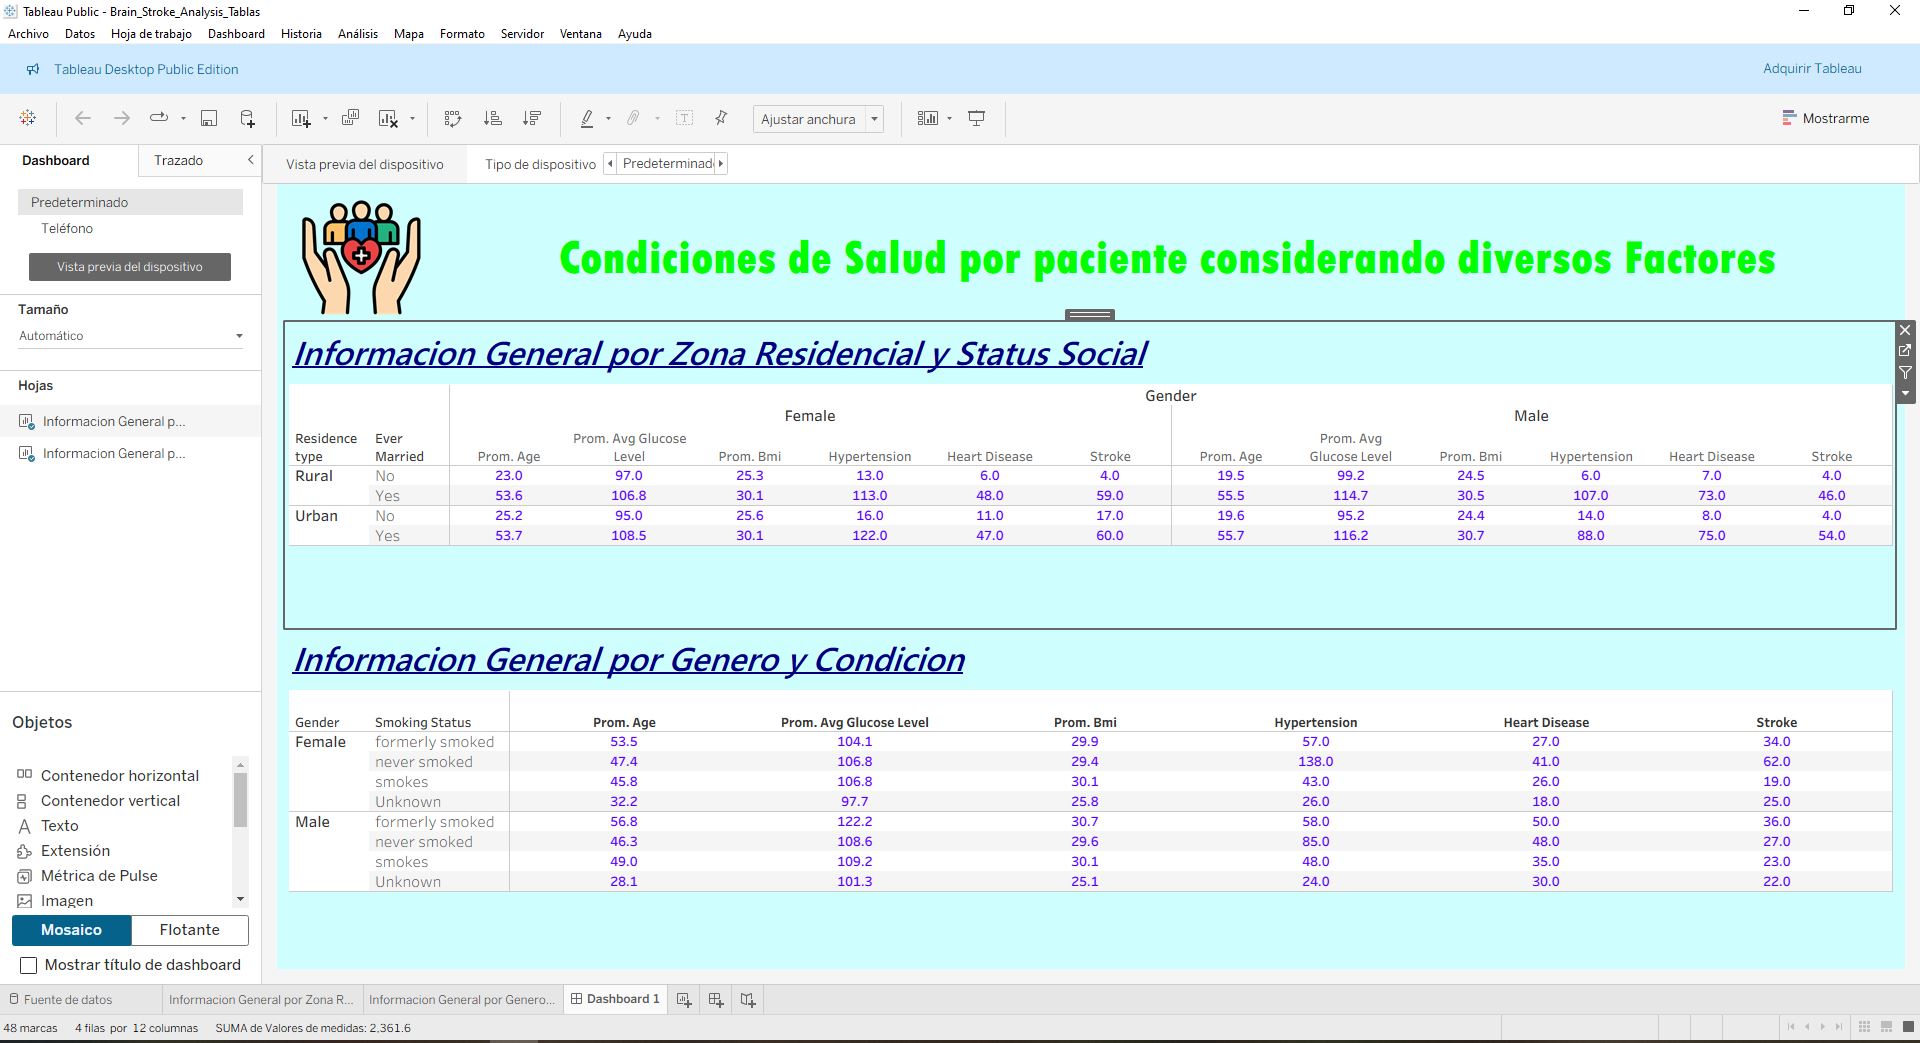 Tableau Public - Brain_Stroke_Analysis_Tablas
Archivo Datos Hoja de trabajo Dashboard Historia Análisis Mapa Formato Servidor Ventana Ayuda
Tableau Desktop Public Edition Adquirir Tableau
Ajustar anchura Mostrarme
Dashboard Trazado
Vista previa del dispositivo Tipo de dispositivo Predeterminad
Predeterminado
Teléfono
Vista previa del dispositivo
Tamaño
Automático
Hojas
Informacion General p...
Informacion General p...
Objetos
Contenedor horizontal
Contenedor vertical
Texto
Extensión
Métrica de Pulse
Imagen
Mosaico Flotante
Mostrar título de dashboard
Condiciones de Salud por paciente considerando diversos Factores
Informacion General por Zona Residencial y Status Social
Gender
Female Male
Residence type Ever Married Prom. Age Prom. Avg Glucose Level Prom. Bmi Hypertension Heart Disease Stroke Prom. Age Prom. Avg Glucose Level Prom. Bmi Hypertension Heart Disease Stroke
Rural No 23.0 97.0 25.3 13.0 6.0 4.0 19.5 99.2 24.5 6.0 7.0 4.0
Yes 53.6 106.8 30.1 113.0 48.0 59.0 55.5 114.7 30.5 107.0 73.0 46.0
Urban No 25.2 95.0 25.6 16.0 11.0 17.0 19.6 95.2 24.4 14.0 8.0 4.0
Yes 53.7 108.5 30.1 122.0 47.0 60.0 55.7 116.2 30.7 88.0 75.0 54.0
Informacion General por Genero y Condicion
Gender Smoking Status Prom. Age Prom. Avg Glucose Level Prom. Bmi Hypertension Heart Disease Stroke
Female formerly smoked 53.5 104.1 29.9 57.0 27.0 34.0
never smoked 47.4 106.8 29.4 138.0 41.0 62.0
smokes 45.8 106.8 30.1 43.0 26.0 19.0
Unknown 32.2 97.7 25.8 26.0 18.0 25.0
Male formerly smoked 56.8 122.2 30.7 58.0 50.0 36.0
never smoked 46.3 108.6 29.6 85.0 48.0 27.0
smokes 49.0 109.2 30.1 48.0 35.0 23.0
Unknown 28.1 101.3 25.1 24.0 30.0 22.0
Fuente de datos Informacion General por Zona R... Informacion General por Genero... Dashboard 1
48 marcas 4 filas por 12 columnas SUMA de Valores de medidas: 2,361.6